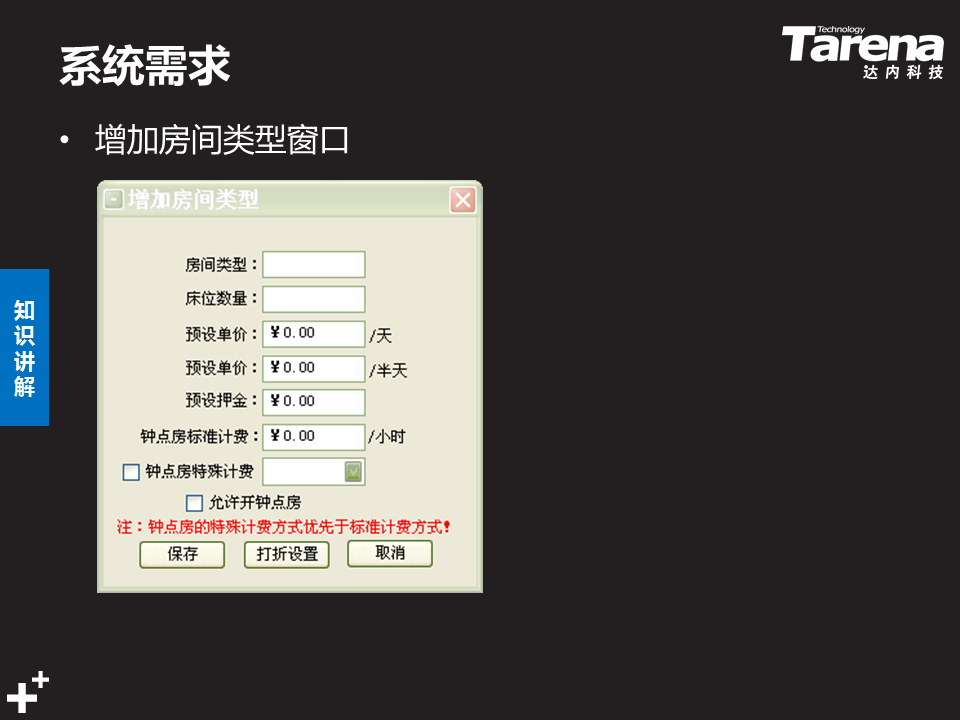 系统需求
Technology
Tarena
达内科技
• 增加房间类型窗口
知识讲解
增加房间类型
房间类型：
床位数量：
预设单价：¥0.00 /天
预设单价：¥0.00 /半天
预设押金：¥0.00
钟点房标准计费：¥0.00 /小时
钟点房特殊计费
允许开钟点房
注：钟点房的特殊计费方式优先于标准计费方式！
保存 打折设置 取消